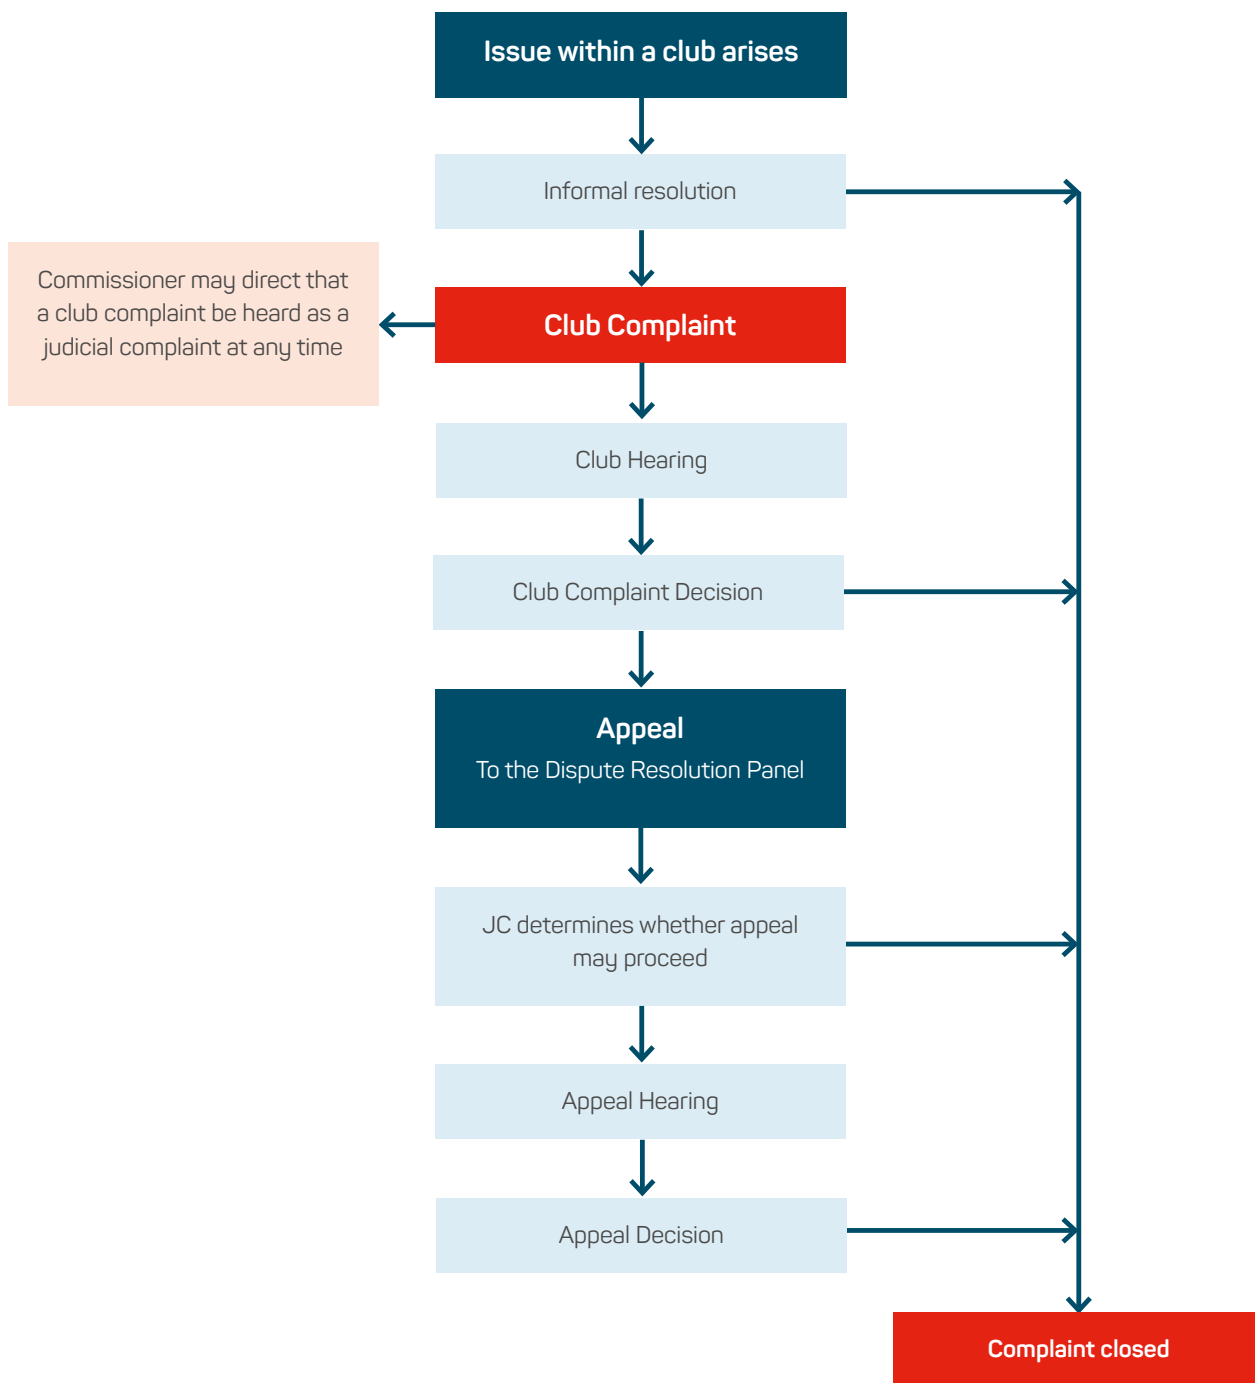 Issue within a club arises
Informal resolution
Commissioner may direct that
a club complaint be heard as a
judicial complaint at any time
Club Complaint
Club Hearing
Club Complaint Decision
Appeal
To the Dispute Resolution Panel
JC determines whether appeal
may proceed
Appeal Hearing
Appeal Decision
Complaint closed